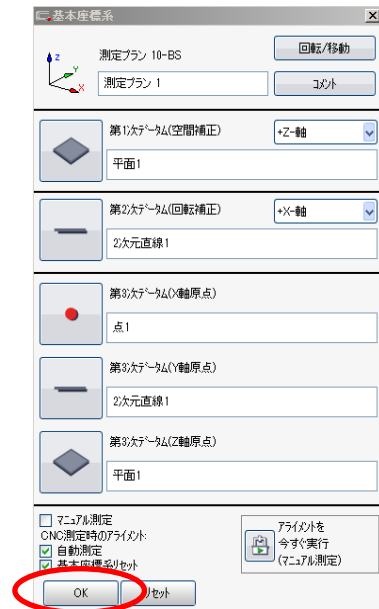 基本座標系
z
Y
X
測定プラン 10-BS
回転/移動
測定プラン 1
コメント
第1次データム(空間補正)
+Z-軸
平面1
第2次データム(回転補正)
+X-軸
2次元直線1
第3次データム(X軸原点)
点1
第3次データム(Y軸原点)
2次元直線1
第3次データム(Z軸原点)
平面1
マニュアル測定
CNC測定時のアライメント:
自動測定
基本座標系リセット
アライメントを
今すぐ実行
(マニュアル測定)
OK
リセット